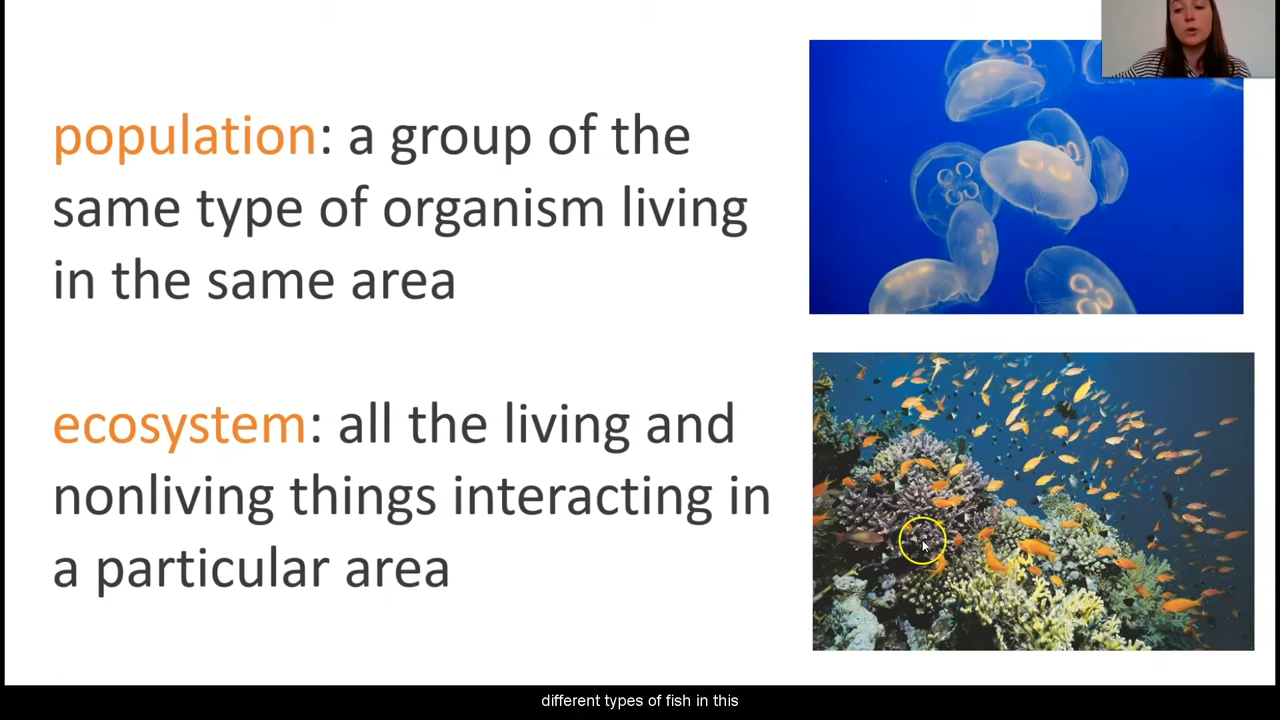 population: a group of the
same type of organism living
in the same area
ecosystem: all the living and
nonliving things interacting in
a particular area
different types of fish in this